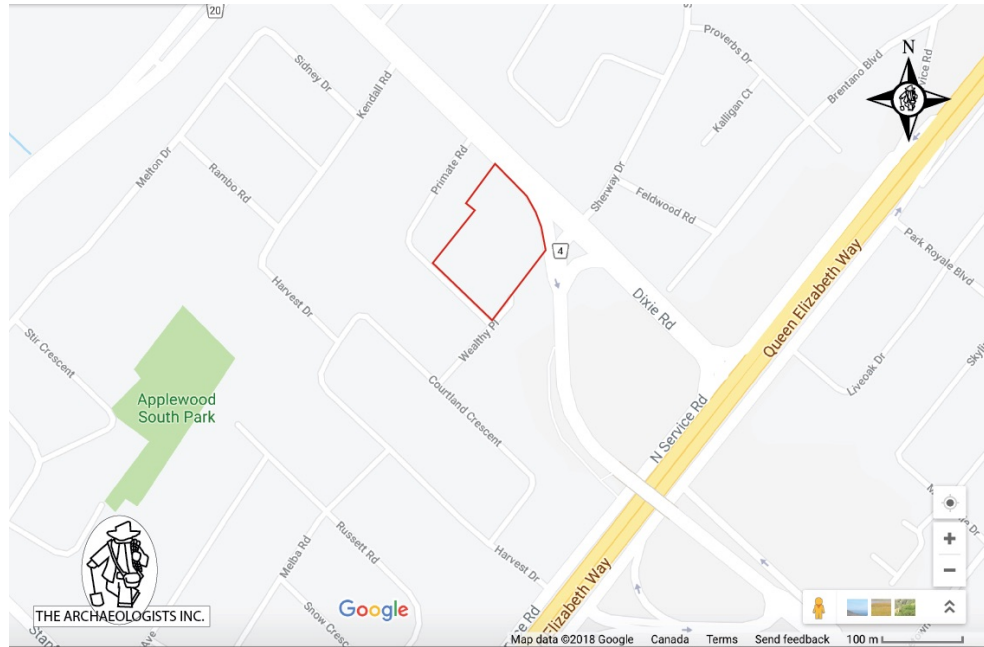 20
Sidney Dr
Kendall Rd
Proverbs Dr
Brentano Blvd
N
Kalligan Ct
Melton Dr
Rambo Rd
Primate Rd
Sherway Dr
Feldwood Rd
4
Park Royale Blvd
Harvest Dr
Dixie Rd
Queen Elizabeth Way
Stir Crescent
Wealthy Pl
Liveoak Dr
Applewood
South Park
Courtland Crescent
N Service Rd
Melba Rd
Russett Rd
Harvest Dr
Elizabeth Way
THE ARCHAEOLOGISTS INC.
Google
Map data ©2018 Google
Canada
Terms
Send feedback
100 m